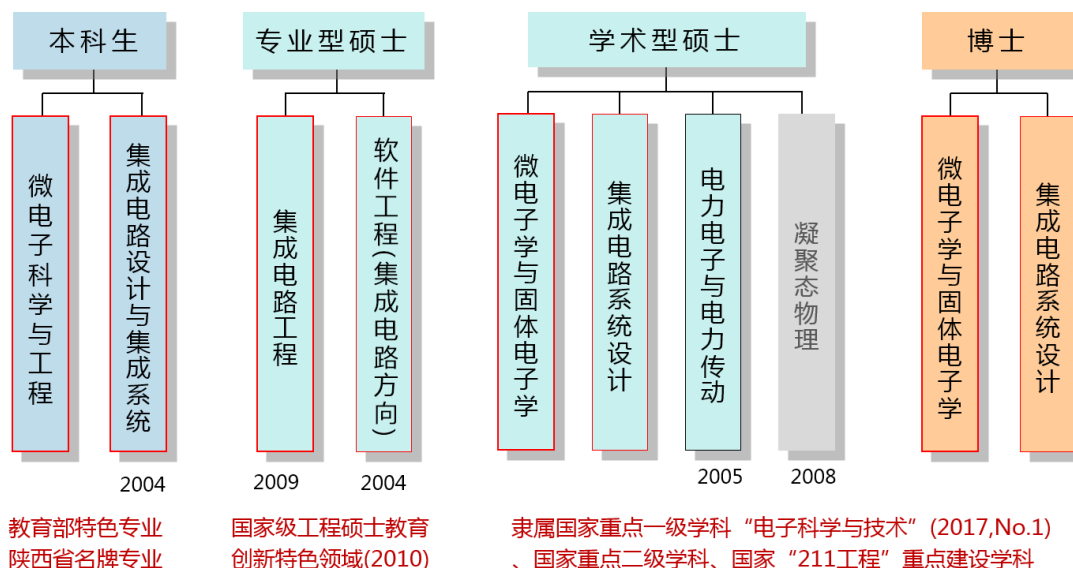 本科生
专业型硕士
学术型硕士
博士
微电子科学与工程
集成电路设计与集成系统
集成电路工程
软件工程(集成电路方向)
微电子学与固体电子学
集成电路系统设计
电力电子与电力传动
凝聚态物理
微电子学与固体电子学
集成电路系统设计
2004
2009
2004
2005
2008
教育部特色专业
陕西省名牌专业
国家级工程硕士教育
创新特色领域(2010)
隶属国家重点一级学科“电子科学与技术”(2017,No.1)
、国家重点二级学科、国家“211工程”重点建设学科